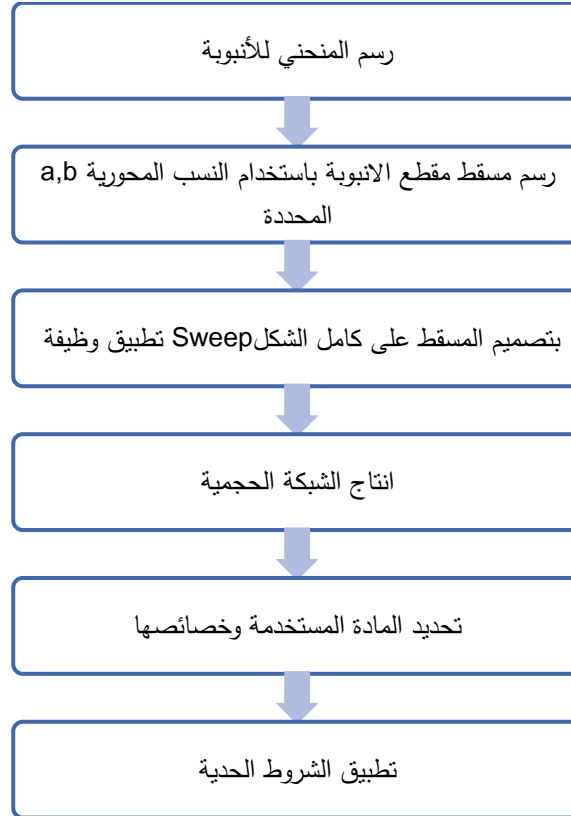 رسم المنحني للأنبوبة
رسم مسقط مقطع الانبوبة باستخدام النسب المحورية a,b
المحددة
بتصميم المسقط على كامل الشكلSweep تطبيق وظيفة
انتاج الشبكة الحجمية
تحديد المادة المستخدمة وخصائصها
تطبيق الشروط الحدية